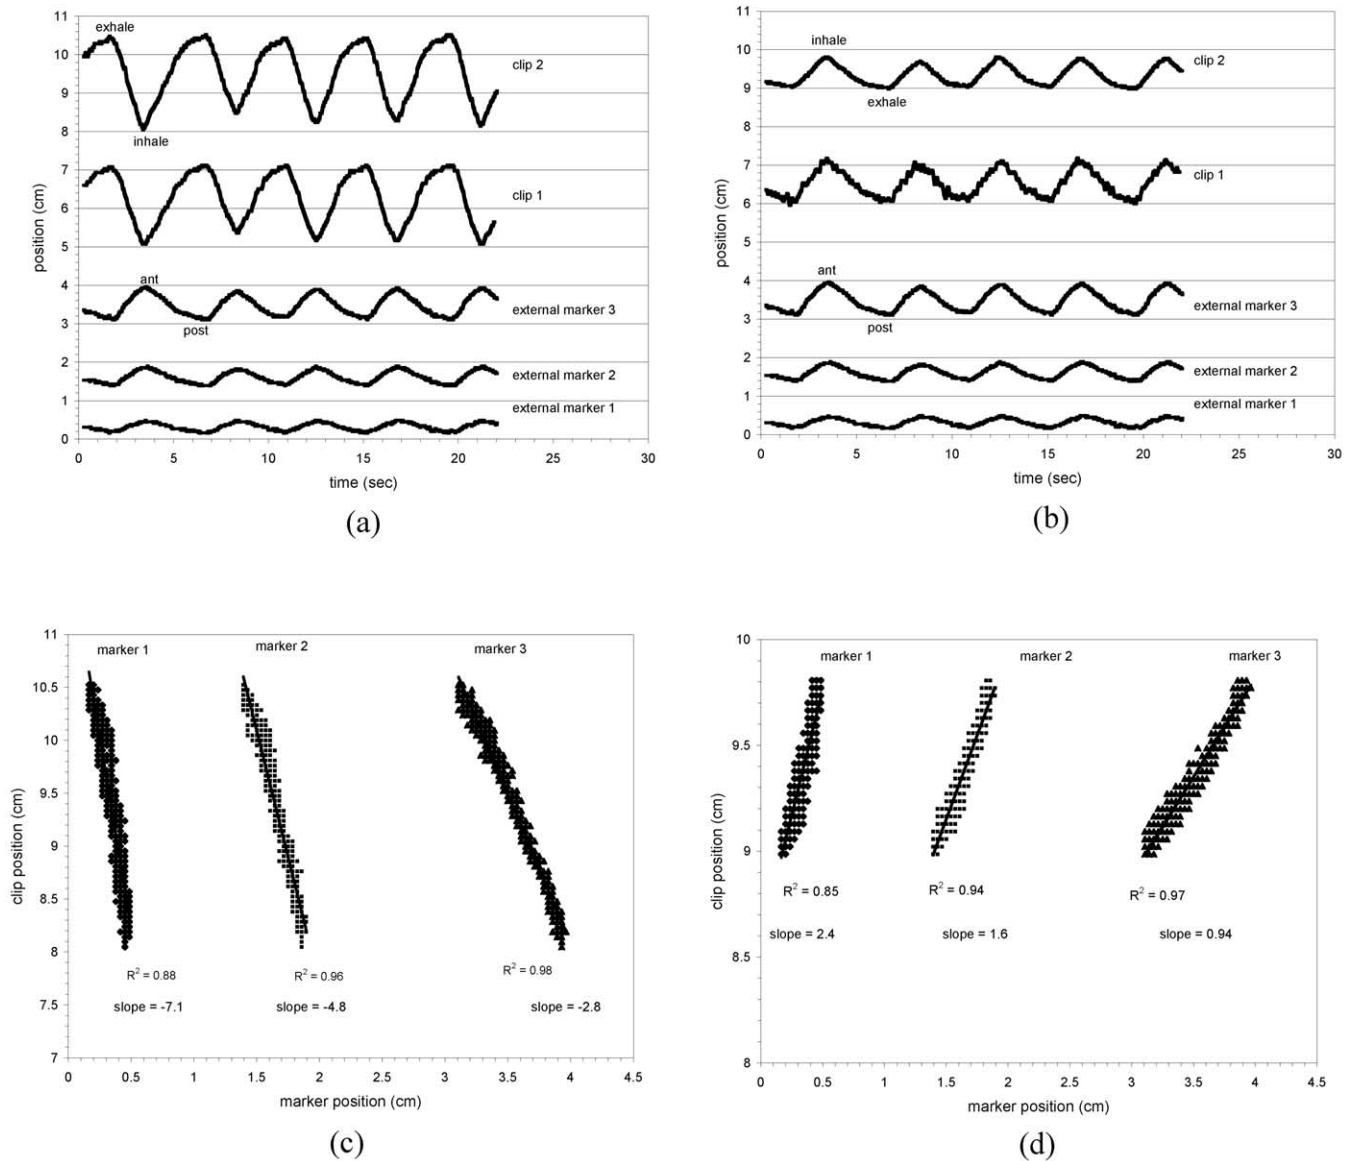 11
10
9
8
7
6
5
4
3
2
1
0
position (cm)
exhale
inhale
clip 2
clip 1
ant
post
external marker 3
external marker 2
external marker 1
0 5 10 15 20 25 30
time (sec)
(a)
11
10
9
8
7
6
5
4
3
2
1
0
position (cm)
inhale
exhale
clip 2
clip 1
ant
post
external marker 3
external marker 2
external marker 1
0 5 10 15 20 25 30
time (sec)
(b)
11
10.5
10
9.5
9
8.5
8
7.5
7
clip position (cm)
marker 1 marker 2 marker 3
R² = 0.88 R² = 0.96 R² = 0.98
slope = -7.1 slope = -4.8 slope = -2.8
0 0.5 1 1.5 2 2.5 3 3.5 4 4.5
marker position (cm)
(c)
10
9.5
9
8.5
8
clip position (cm)
marker 1 marker 2 marker 3
R² = 0.85 R² = 0.94 R² = 0.97
slope = 2.4 slope = 1.6 slope = 0.94
0 0.5 1 1.5 2 2.5 3 3.5 4 4.5
marker position (cm)
(d)